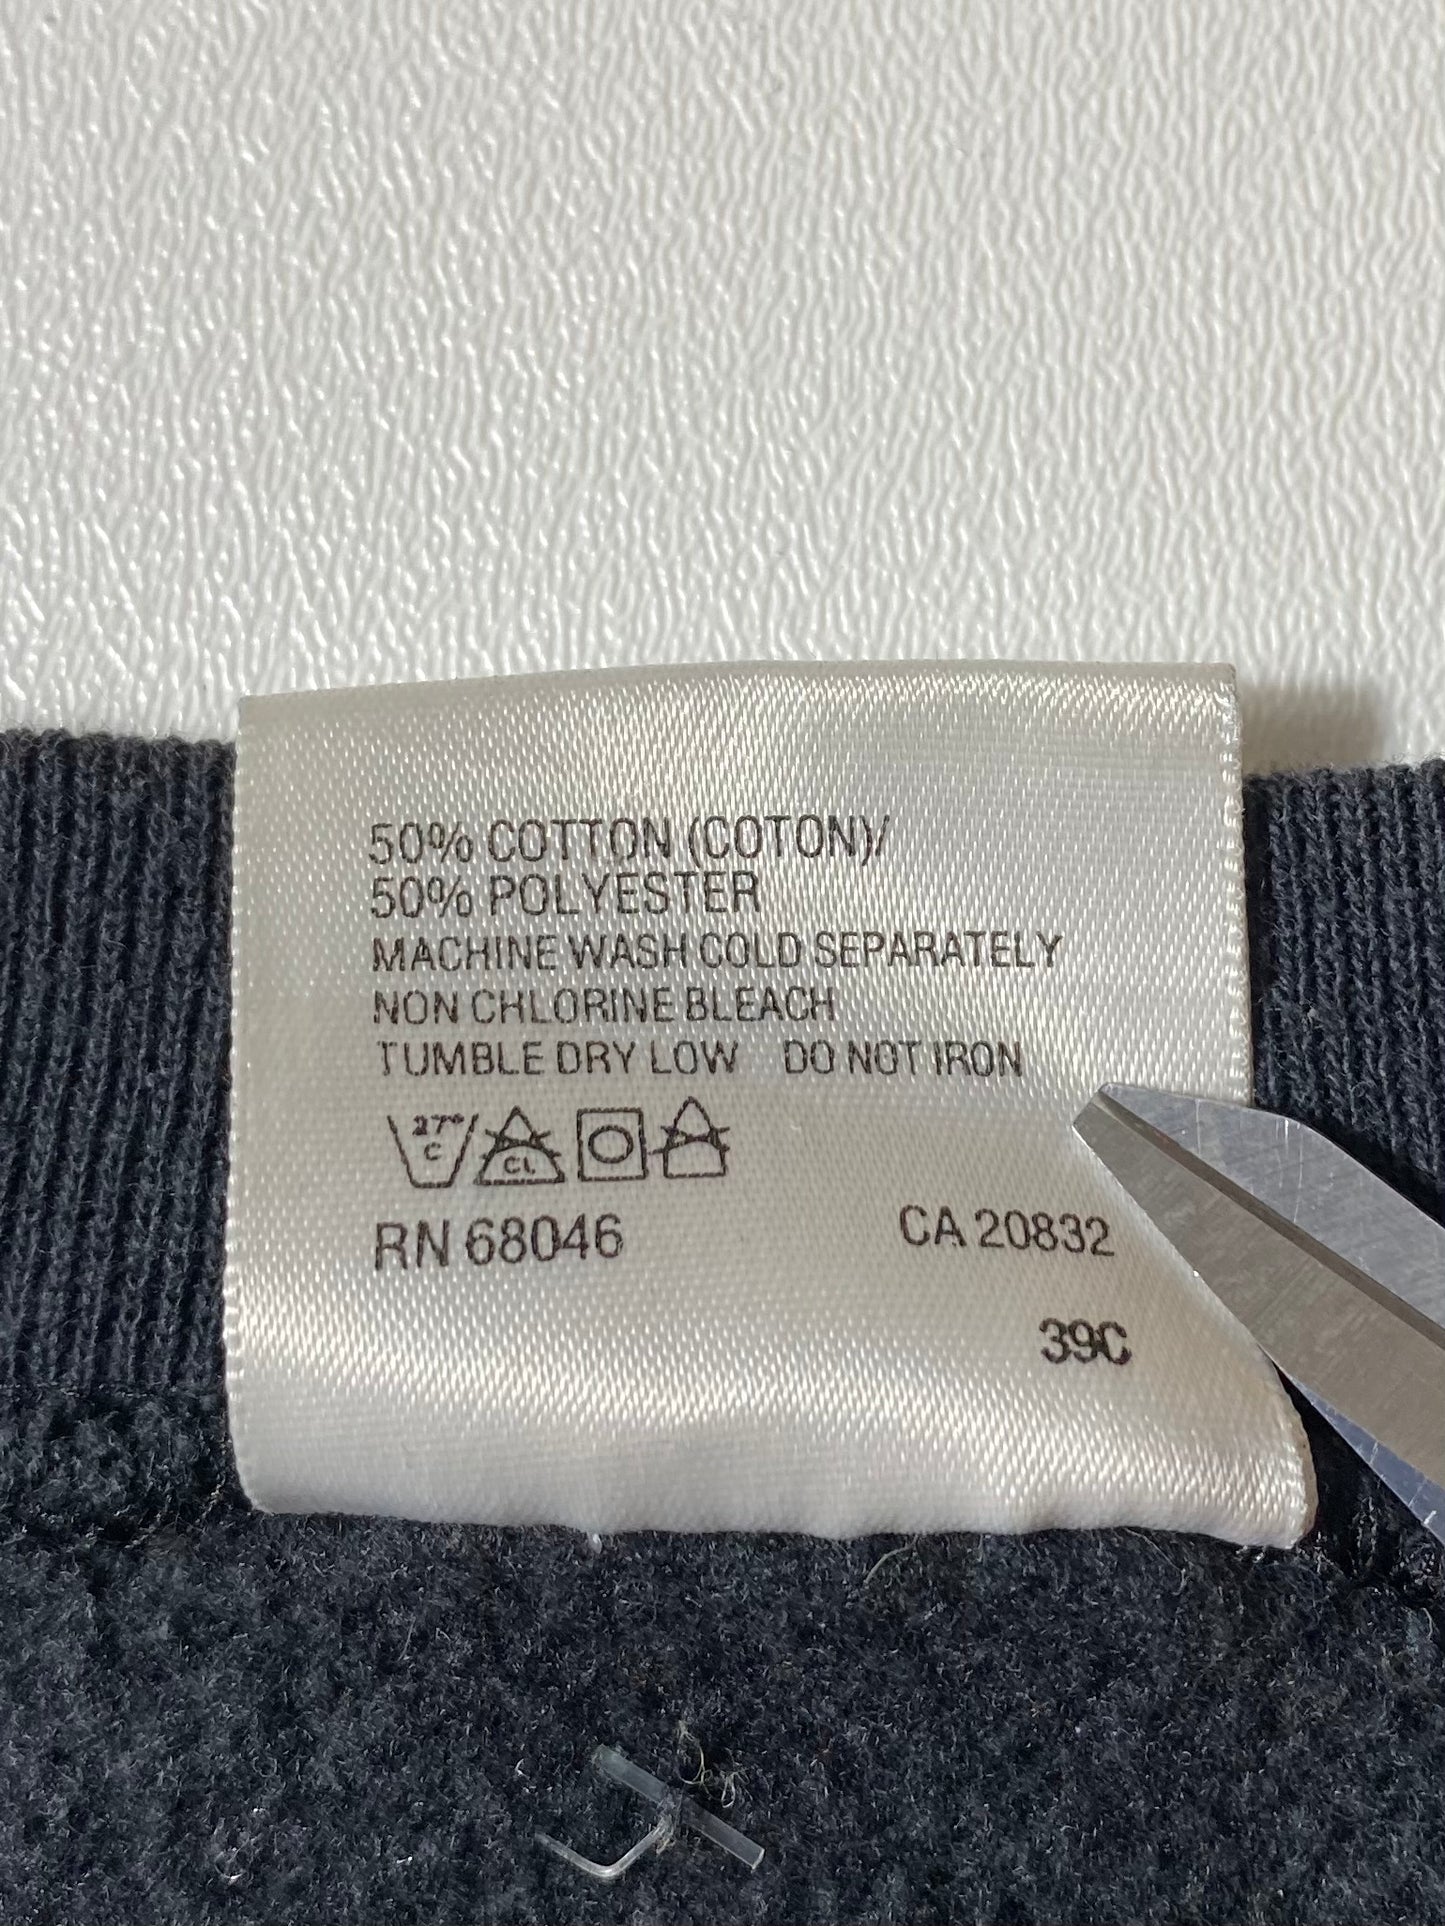 50% COTTON (COTON)/
50% POLYESTER
MACHINE WASH COLD SEPARATELY
NON CHLORINE BLEACH
TUMBLE DRY LOW DO NOT IRON
27° C CL
RN 68046 CA 20832
39C